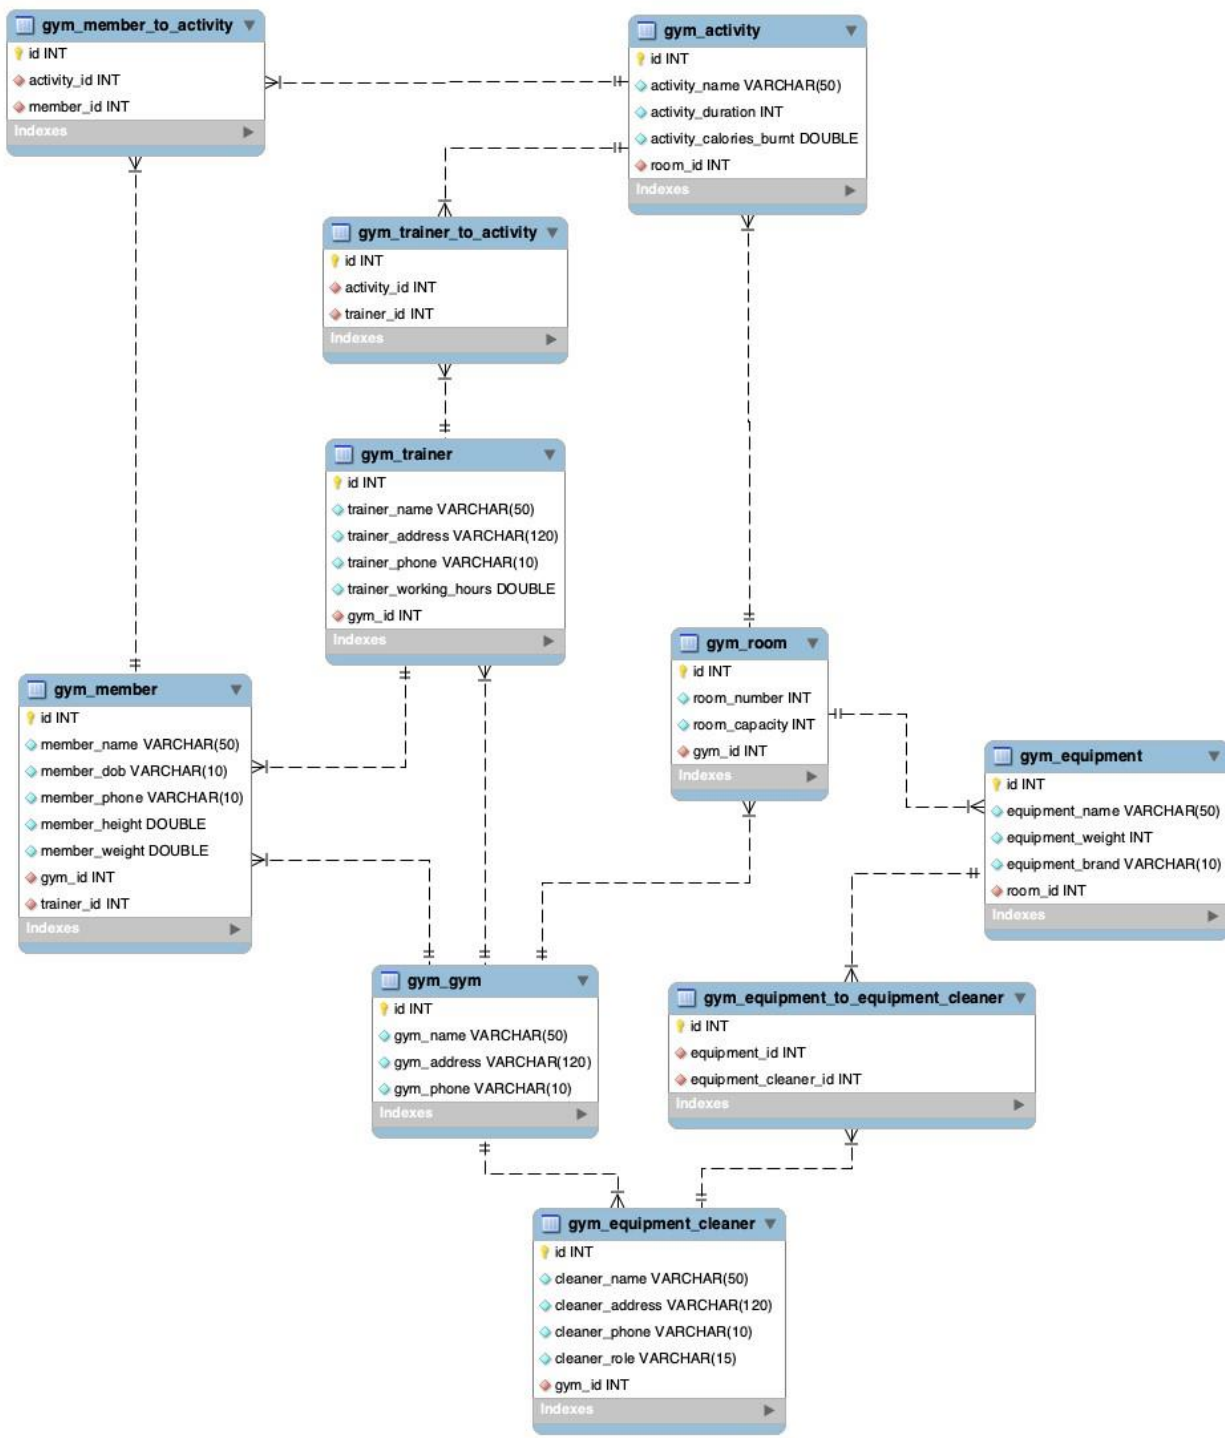 gym_member_to_activity
id INT
activity_id INT
member_id INT
Indexes
gym_activity
id INT
activity_name VARCHAR(50)
activity_duration INT
activity_calories_burnt DOUBLE
room_id INT
Indexes
gym_trainer_to_activity
id INT
activity_id INT
trainer_id INT
Indexes
gym_trainer
id INT
trainer_name VARCHAR(50)
trainer_address VARCHAR(120)
trainer_phone VARCHAR(10)
trainer_working_hours DOUBLE
gym_id INT
Indexes
gym_room
id INT
room_number INT
room_capacity INT
gym_id INT
Indexes
gym_member
id INT
member_name VARCHAR(50)
member_dob VARCHAR(10)
member_phone VARCHAR(10)
member_height DOUBLE
member_weight DOUBLE
gym_id INT
trainer_id INT
Indexes
gym_equipment
id INT
equipment_name VARCHAR(50)
equipment_weight INT
equipment_brand VARCHAR(10)
room_id INT
Indexes
gym_gym
id INT
gym_name VARCHAR(50)
gym_address VARCHAR(120)
gym_phone VARCHAR(10)
Indexes
gym_equipment_to_equipment_cleaner
id INT
equipment_id INT
equipment_cleaner_id INT
Indexes
gym_equipment_cleaner
id INT
cleaner_name VARCHAR(50)
cleaner_address VARCHAR(120)
cleaner_phone VARCHAR(10)
cleaner_role VARCHAR(15)
gym_id INT
Indexes